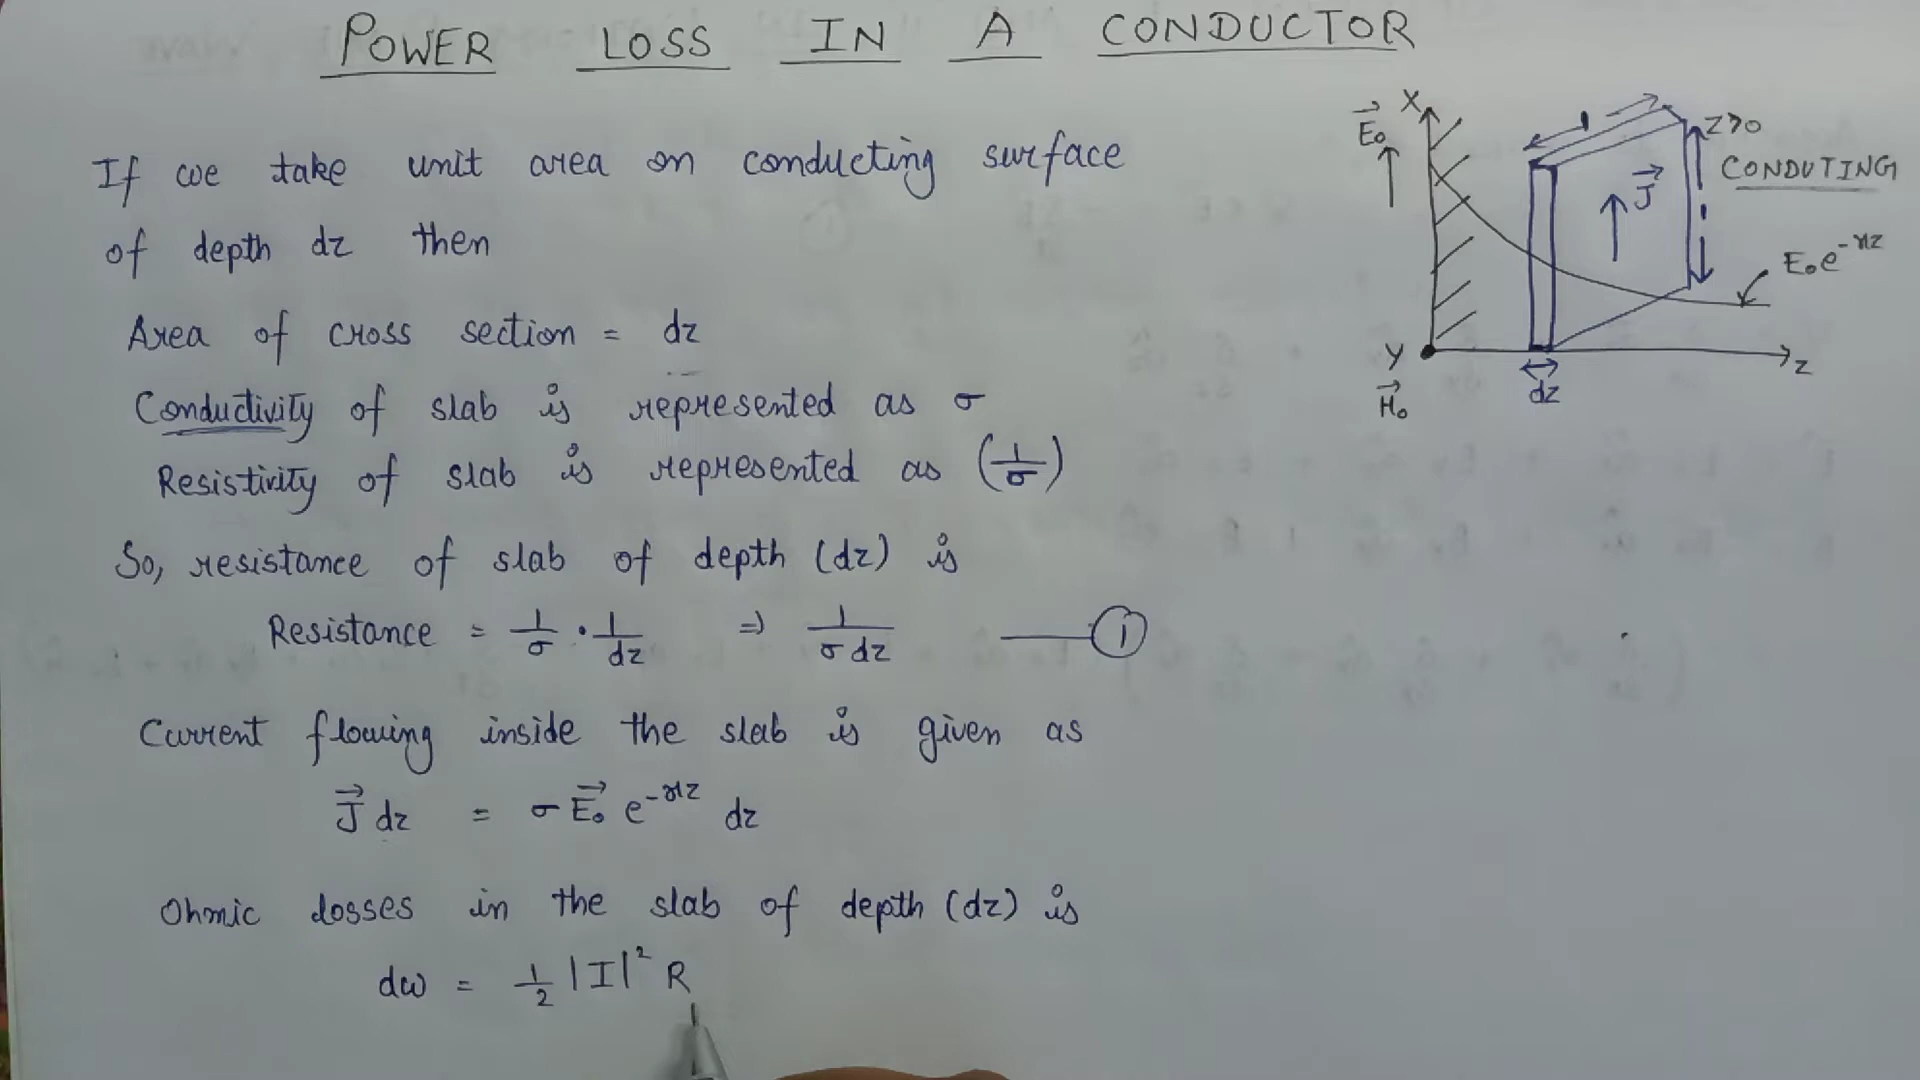 POWER LOSS IN A CONDUCTOR
If we take unit area on conducting surface
of depth dz then
Area of cross section = dz
Conductivity of slab is represented as σ
Resistivity of slab is represented as (1/σ)
So, resistance of slab of depth (dz) is
Resistance = 1/σ · 1/dz ⇒ 1/σ dz —— ①
Current flowing inside the slab is given as
J⃗ dz = σ E⃗₀ e^-γz dz
Ohmic losses in the slab of depth (dz) is
dw = 1/2 |I|² R
X
E⃗₀
1
z>0
CONDUTING
J⃗
1
E₀e^-γz
Y
z
H⃗₀
dz